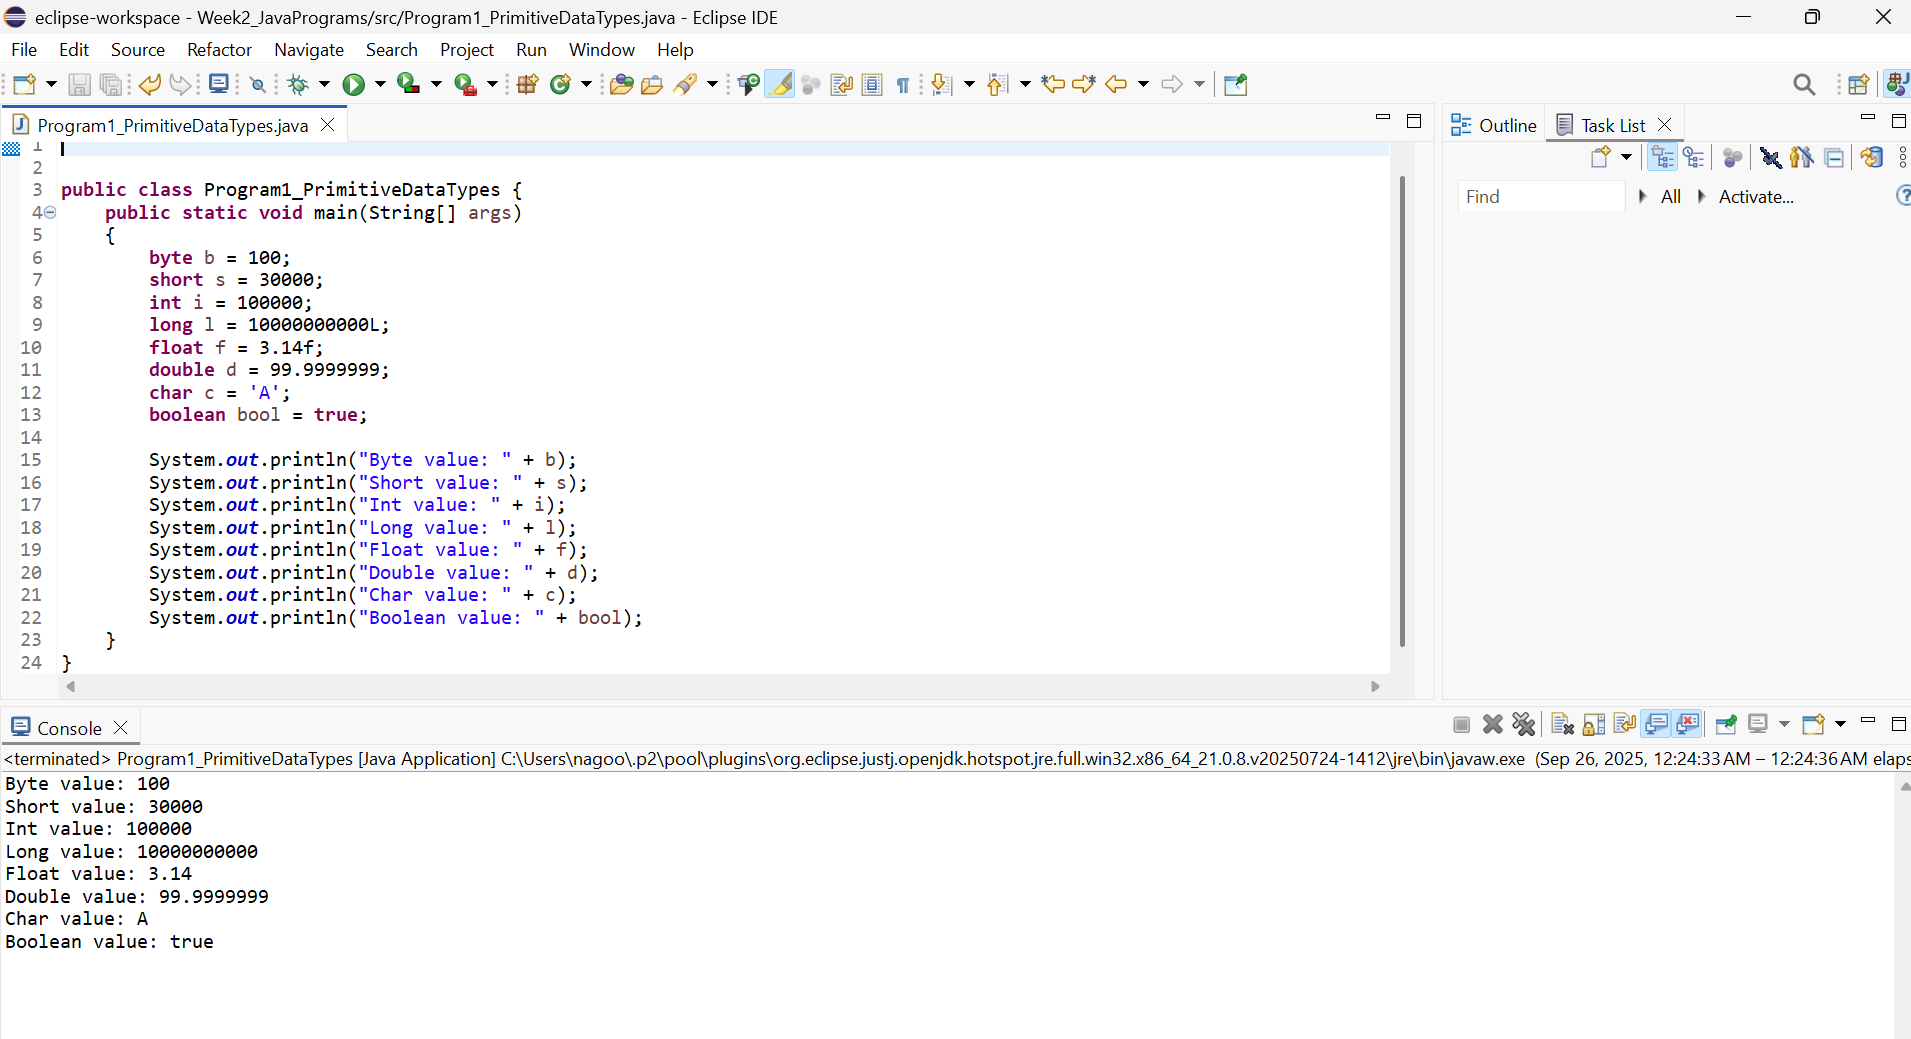 eclipse-workspace - Week2_JavaPrograms/src/Program1_PrimitiveDataTypes.java - Eclipse IDE
File Edit Source Refactor Navigate Search Project Run Window Help
Program1_PrimitiveDataTypes.java
Outline Task List
Find All Activate...
1
2
3 public class Program1_PrimitiveDataTypes {
4 public static void main(String[] args)
5 {
6 byte b = 100;
7 short s = 30000;
8 int i = 100000;
9 long l = 10000000000L;
10 float f = 3.14f;
11 double d = 99.9999999;
12 char c = 'A';
13 boolean bool = true;
14
15 System.out.println("Byte value: " + b);
16 System.out.println("Short value: " + s);
17 System.out.println("Int value: " + i);
18 System.out.println("Long value: " + l);
19 System.out.println("Float value: " + f);
20 System.out.println("Double value: " + d);
21 System.out.println("Char value: " + c);
22 System.out.println("Boolean value: " + bool);
23 }
24 }
Console
<terminated> Program1_PrimitiveDataTypes [Java Application] C:\Users\nagoo\.p2\pool\plugins\org.eclipse.justj.openjdk.hotspot.jre.full.win32.x86_64_21.0.8.v20250724-1412\jre\bin\javaw.exe (Sep 26, 2025, 12:24:33 AM – 12:24:36 AM elaps
Byte value: 100
Short value: 30000
Int value: 100000
Long value: 10000000000
Float value: 3.14
Double value: 99.9999999
Char value: A
Boolean value: true